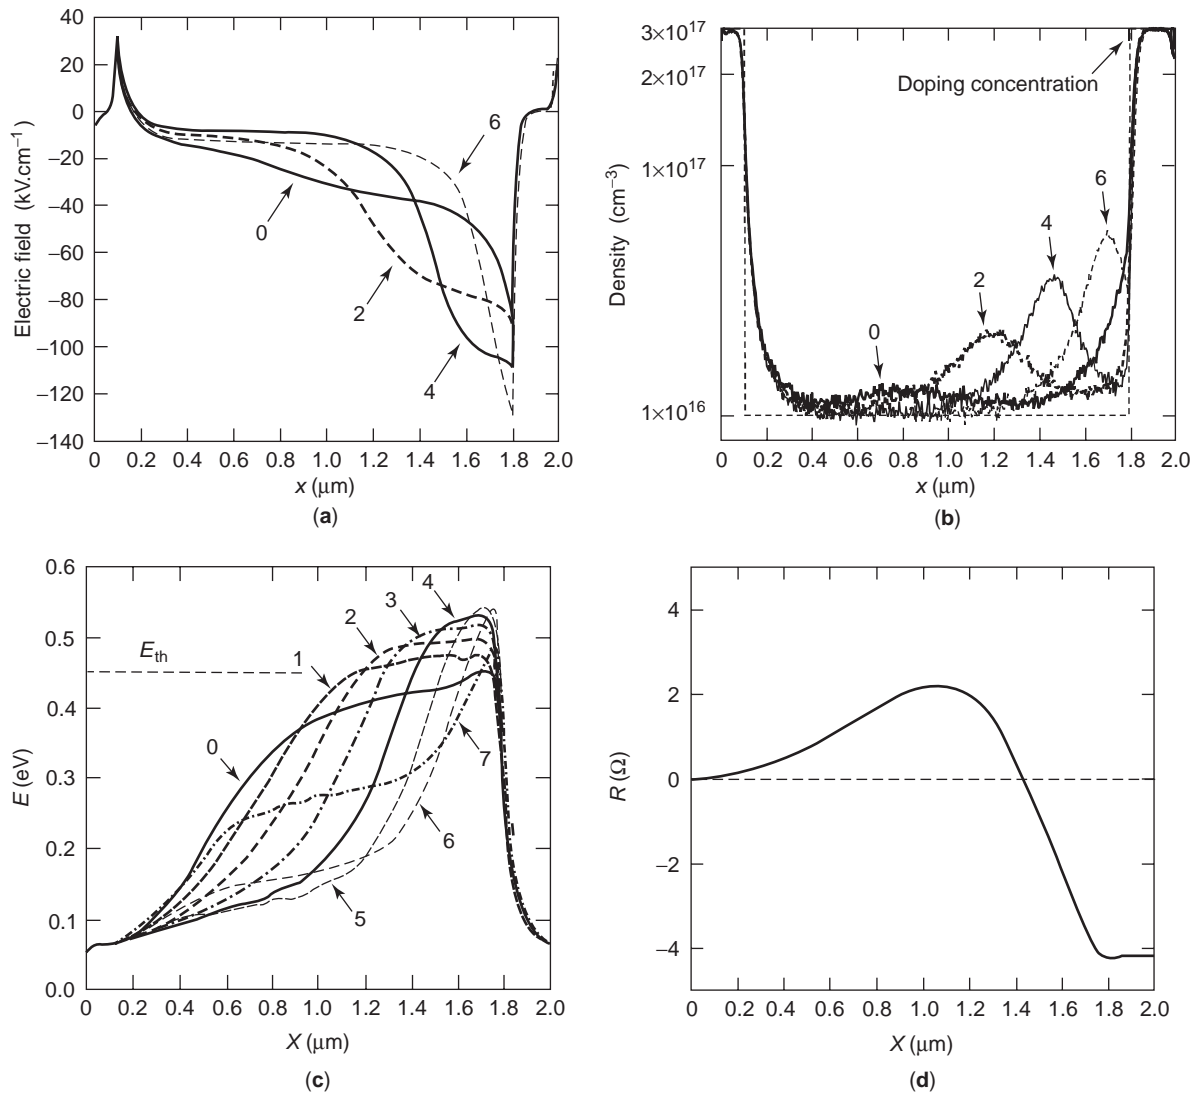 40
20
0
−20
−40
−60
−80
−100
−120
−140
Electric field (kV.cm−1)
0
2
4
6
0 0.2 0.4 0.6 0.8 1.0 1.2 1.4 1.6 1.8 2.0
x (μm)
(a)
3×10¹⁷
2×10¹⁷
1×10¹⁷
1×10¹⁶
Density (cm−3)
Doping concentration
0
2
4
6
0 0.2 0.4 0.6 0.8 1.0 1.2 1.4 1.6 1.8 2.0
x (μm)
(b)
0.6
0.5
0.4
0.3
0.2
0.1
0.0
E (eV)
Eth
0
1
2
3
4
5
6
7
0 0.2 0.4 0.6 0.8 1.0 1.2 1.4 1.6 1.8 2.0
X (μm)
(c)
4
2
0
−2
−4
R (Ω)
0 0.2 0.4 0.6 0.8 1.0 1.2 1.4 1.6 1.8 2.0
X (μm)
(d)